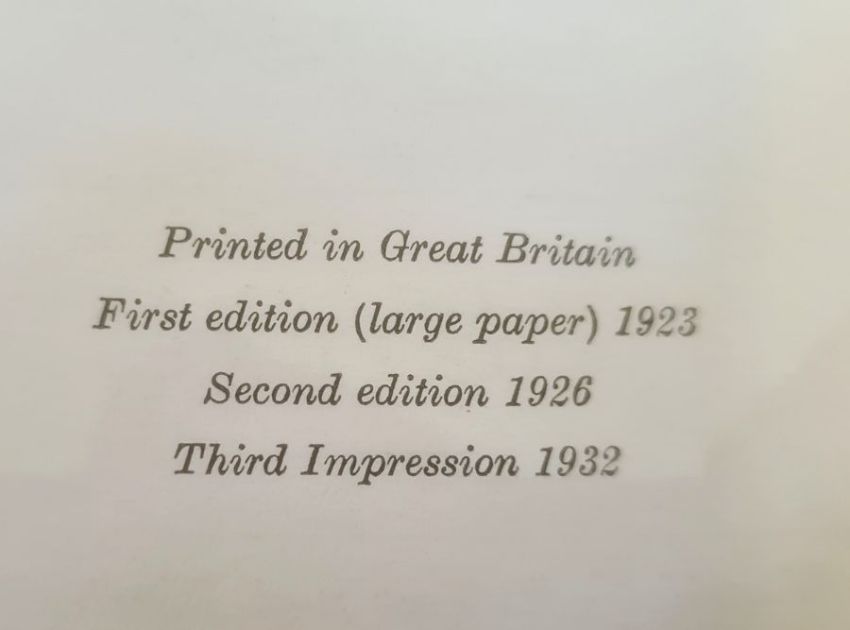 Printed in Great Britain
First edition (large paper) 1923
Second edition 1926
Third Impression 1932